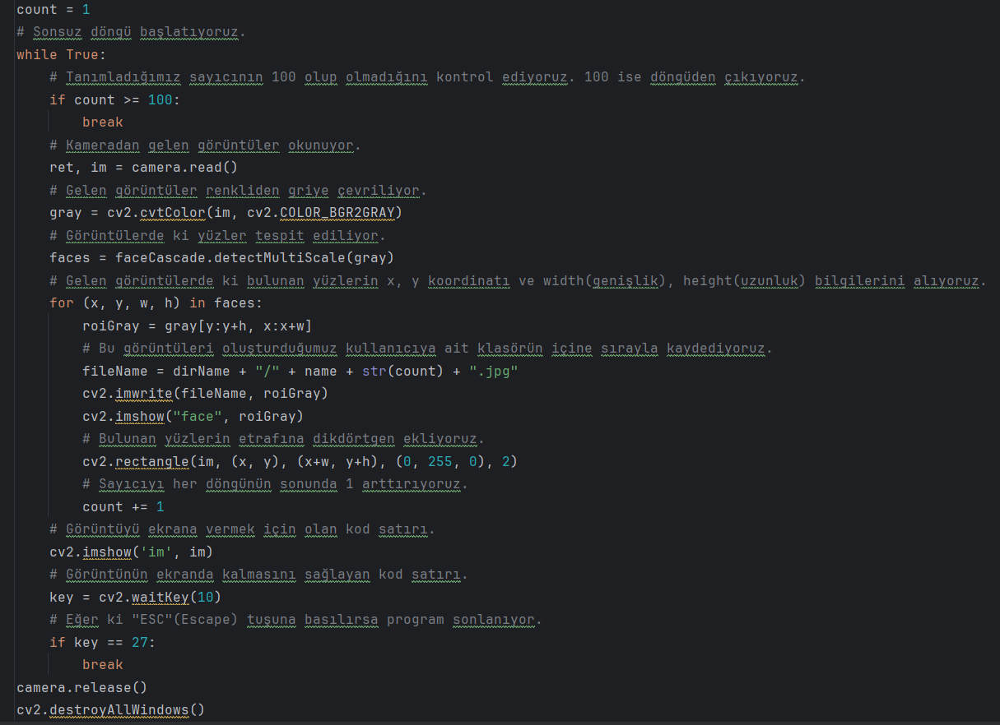 count = 1
# Sonsuz döngü başlatıyoruz.
while True:
    # Tanımladığımız sayıcının 100 olup olmadığını kontrol ediyoruz. 100 ise döngüden çıkıyoruz.
    if count >= 100:
        break
    # Kameradan gelen görüntüler okunuyor.
    ret, im = camera.read()
    # Gelen görüntüler renkliden griye çevriliyor.
    gray = cv2.cvtColor(im, cv2.COLOR_BGR2GRAY)
    # Görüntülerde ki yüzler tespit ediliyor.
    faces = faceCascade.detectMultiScale(gray)
    # Gelen görüntülerde ki bulunan yüzlerin x, y koordinatı ve width(genişlik), height(uzunluk) bilgilerini alıyoruz.
    for (x, y, w, h) in faces:
        roiGray = gray[y:y+h, x:x+w]
        # Bu görüntüleri oluşturduğumuz kullanıcıya ait klasörün içine sırayla kaydediyoruz.
        fileName = dirName + "/" + name + str(count) + ".jpg"
        cv2.imwrite(fileName, roiGray)
        cv2.imshow("face", roiGray)
        # Bulunan yüzlerin etrafına dikdörtgen ekliyoruz.
        cv2.rectangle(im, (x, y), (x+w, y+h), (0, 255, 0), 2)
        # Sayıcıyı her döngünün sonunda 1 arttırıyoruz.
        count += 1
    # Görüntüyü ekrana vermek için olan kod satırı.
    cv2.imshow('im', im)
    # Görüntünün ekranda kalmasını sağlayan kod satırı.
    key = cv2.waitKey(10)
    # Eğer ki "ESC"(Escape) tuşuna basılırsa program sonlanıyor.
    if key == 27:
        break
camera.release()
cv2.destroyAllWindows()